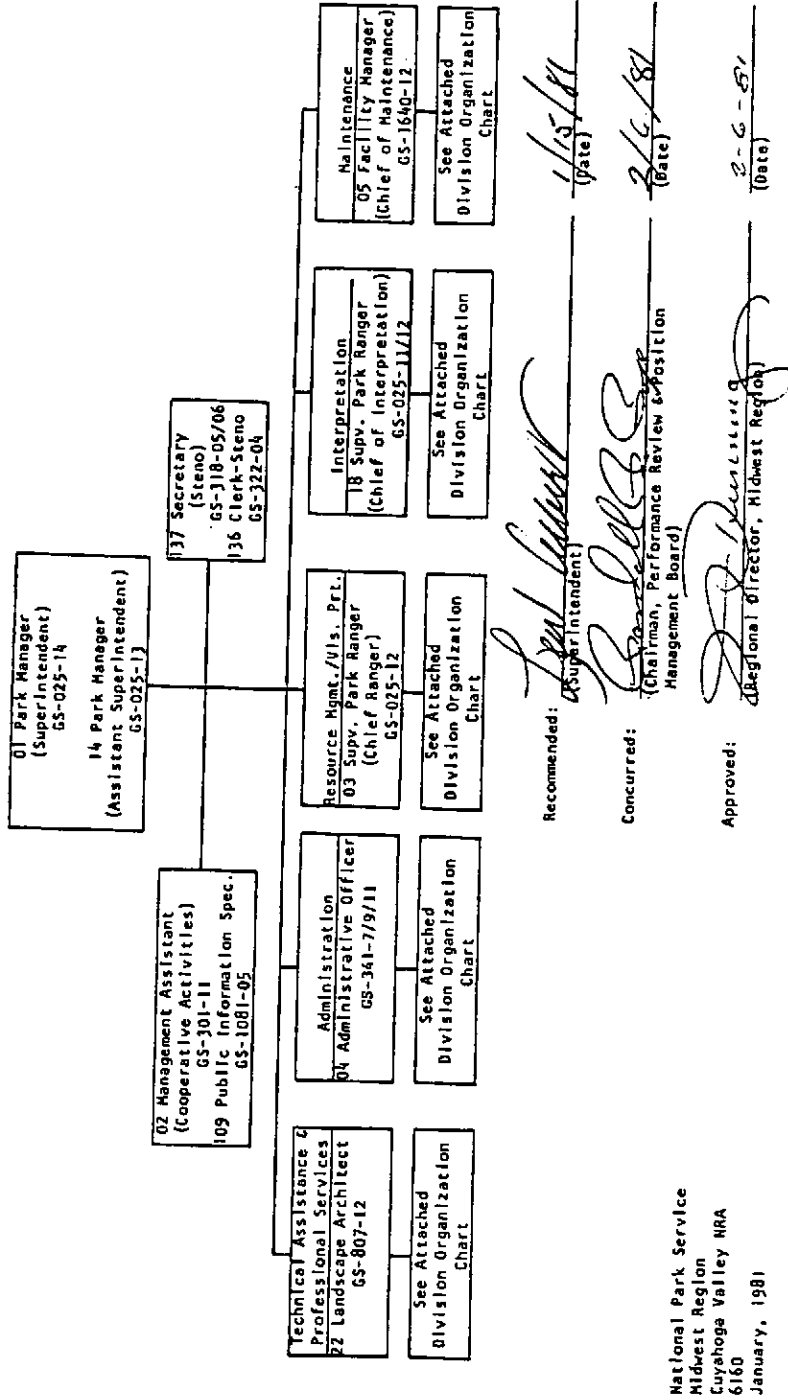 01 Park Manager
(Superintendent)
GS-025-14
14 Park Manager
(Assistant Superintendent)
GS-025-13
02 Management Assistant
(Cooperative Activities)
GS-301-11
109 Public Information Spec.
GS-1081-05
137 Secretary
(Steno)
GS-318-05/06
136 Clerk-Steno
GS-322-04
Technical Assistance &
Professional Services
22 Landscape Architect
GS-807-12
See Attached
Division Organization
Chart
Administration
04 Administrative Officer
GS-341-7/9/11
See Attached
Division Organization
Chart
Resource Mgmt./Vis. Prt.
03 Supv. Park Ranger
(Chief Ranger)
GS-025-12
See Attached
Division Organization
Chart
Interpretation
18 Supv. Park Ranger
(Chief of Interpretation)
GS-025-11/12
See Attached
Division Organization
Chart
Maintenance
05 Facility Manager
(Chief of Maintenance)
GS-1640-12
See Attached
Division Organization
Chart
Recommended: 1/15/81
(Superintendent) (Date)
Concurred: 2/6/81
(Chairman, Performance Review & Position (Date)
Management Board)
Approved: 2-6-81
(Regional Director, Midwest Region) (Date)
National Park Service
Midwest Region
Cuyahoga Valley NRA
6160
January, 1981